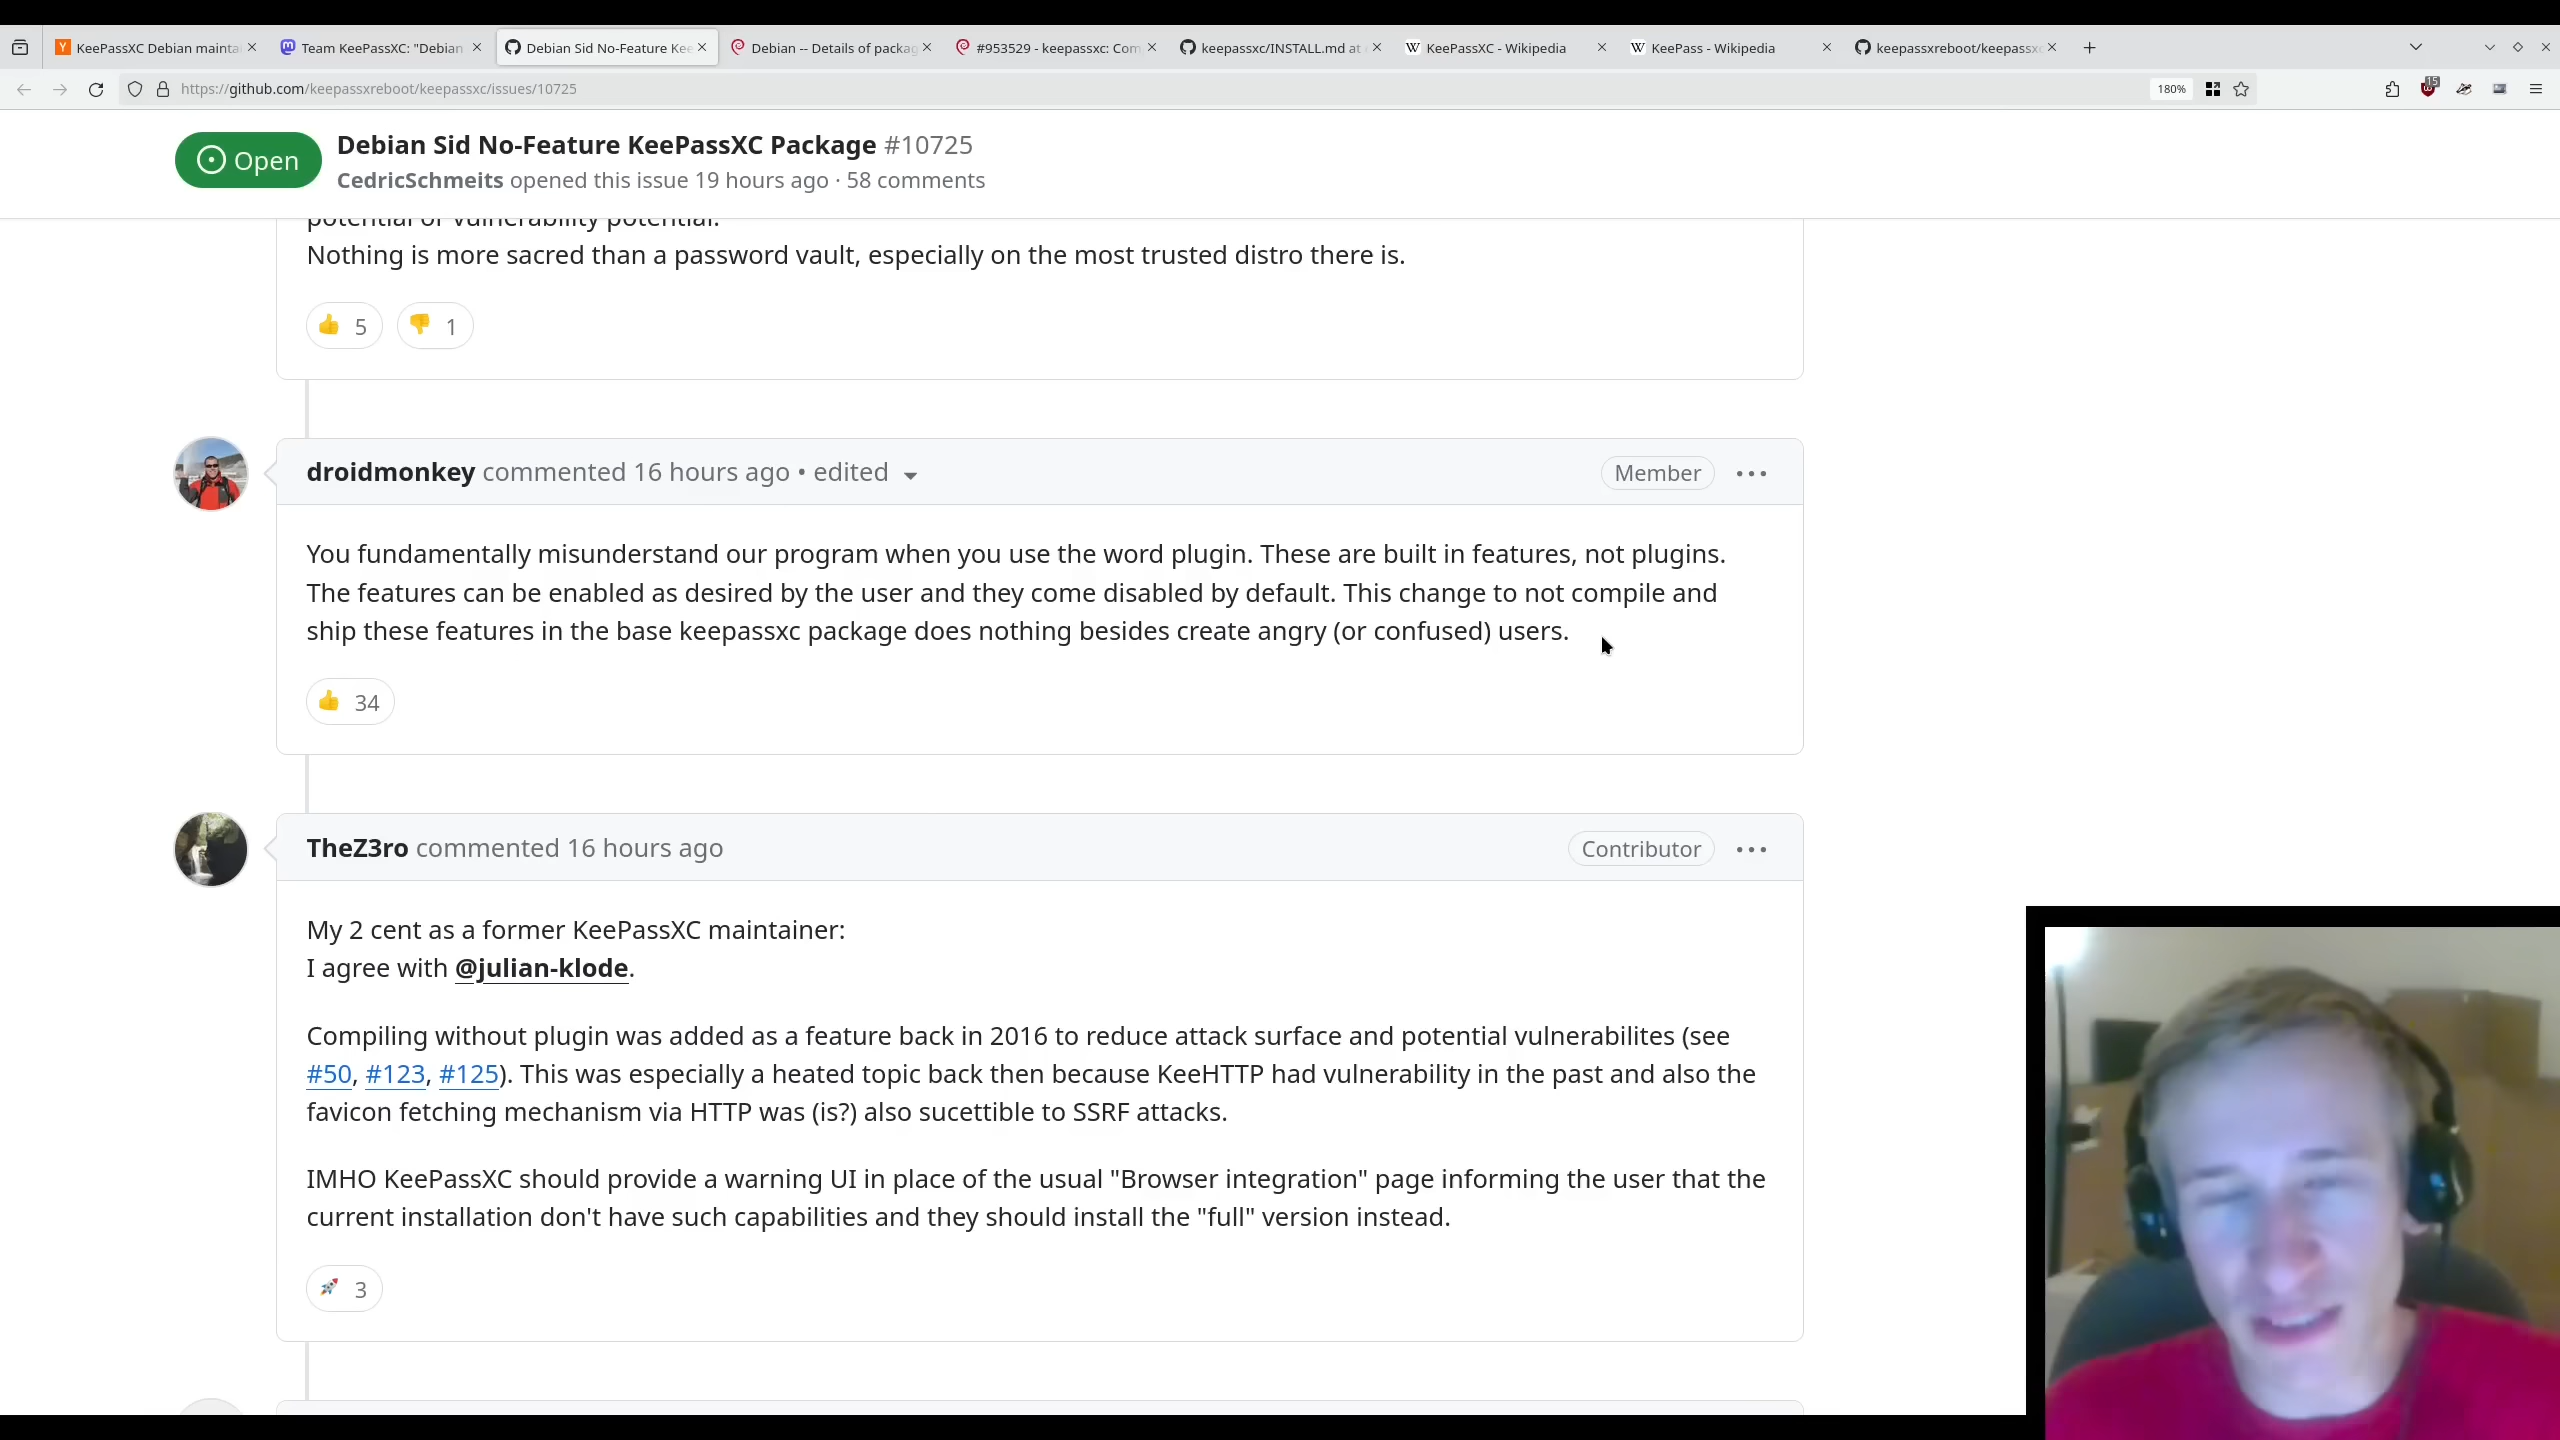 KeePassXC Debian mainta
Team KeePassXC: "Debian
Debian Sid No-Feature Kee
Debian -- Details of packag
#953529 - keepassxc: Com
keepassxc/INSTALL.md at
KeePassXC - Wikipedia
KeePass - Wikipedia
keepassxreboot/keepassxc
https://github.com/keepassxreboot/keepassxc/issues/10725
180%
15
Open
Debian Sid No-Feature KeePassXC Package #10725
CedricSchmeits opened this issue 19 hours ago · 58 comments
potential or vulnerability potential.
Nothing is more sacred than a password vault, especially on the most trusted distro there is.
👍 5 👎 1
droidmonkey commented 16 hours ago • edited
Member
You fundamentally misunderstand our program when you use the word plugin. These are built in features, not plugins.
The features can be enabled as desired by the user and they come disabled by default. This change to not compile and
ship these features in the base keepassxc package does nothing besides create angry (or confused) users.
👍 34
TheZ3ro commented 16 hours ago
Contributor
My 2 cent as a former KeePassXC maintainer:
I agree with @julian-klode.
Compiling without plugin was added as a feature back in 2016 to reduce attack surface and potential vulnerabilites (see
#50, #123, #125). This was especially a heated topic back then because KeeHTTP had vulnerability in the past and also the
favicon fetching mechanism via HTTP was (is?) also sucettible to SSRF attacks.
IMHO KeePassXC should provide a warning UI in place of the usual "Browser integration" page informing the user that the
current installation don't have such capabilities and they should install the "full" version instead.
🚀 3